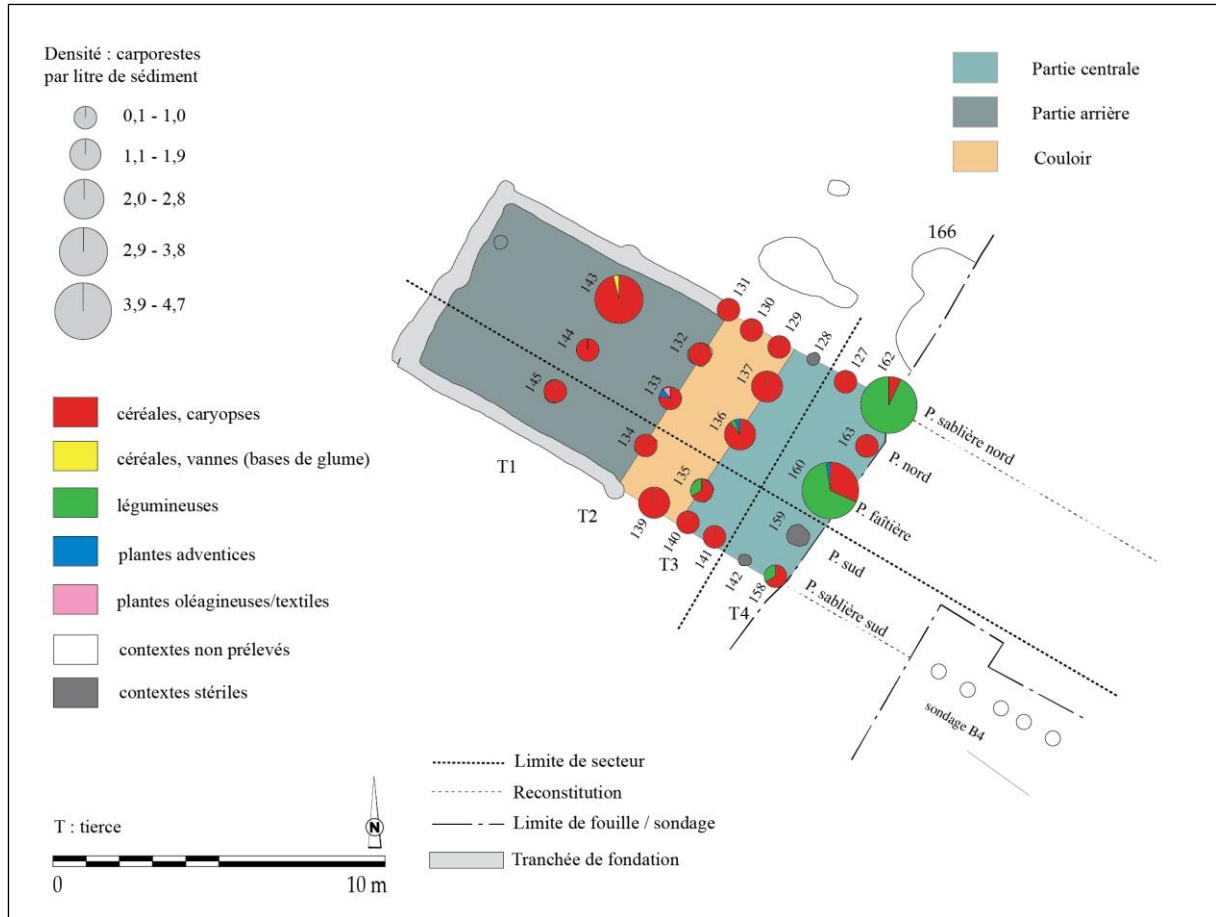 Densité : carporestes
par litre de sédiment
0,1 - 1,0
1,1 - 1,9
2,0 - 2,8
2,9 - 3,8
3,9 - 4,7
Partie centrale
Partie arrière
Couloir
céréales, caryopses
céréales, vannes (bases de glume)
légumineuses
plantes adventices
plantes oléagineuses/textiles
contextes non prélevés
contextes stériles
166
143
131
130
129
128
127
162
144
132
137
145
133
136
163
134
135
160
139
140
141
159
142
158
T1
T2
T3
T4
P. sablière nord
P. nord
P. faîtière
P. sud
P. sablière sud
sondage B4
Limite de secteur
Reconstitution
Limite de fouille / sondage
Tranchée de fondation
T : tierce
N
0
10 m